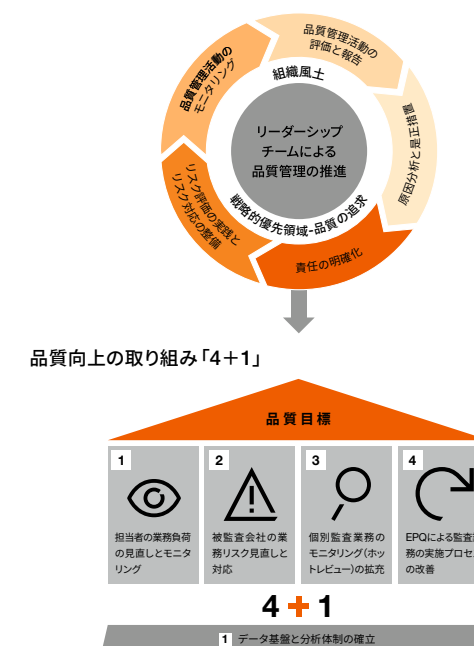 品質管理活動の
評価と報告
品質管理活動の
モニタリング
組織風土
原因分析と是正措置
リーダーシップ
チームによる
品質管理の推進
リスク評価の実践と
リスク対応の整備
戦略的優先領域-品質の追求
責任の明確化
品質向上の取り組み「4＋1」
品質目標
1
担当者の業務負荷
の見直しとモニタ
リング
2
被監査会社の業
務リスク見直しと
対応
3
個別監査業務の
モニタリング（ホッ
トレビュー）の拡充
4
EPQによる監査
務の実施プロセ
の改善
4＋1
1 データ基盤と分析体制の確立